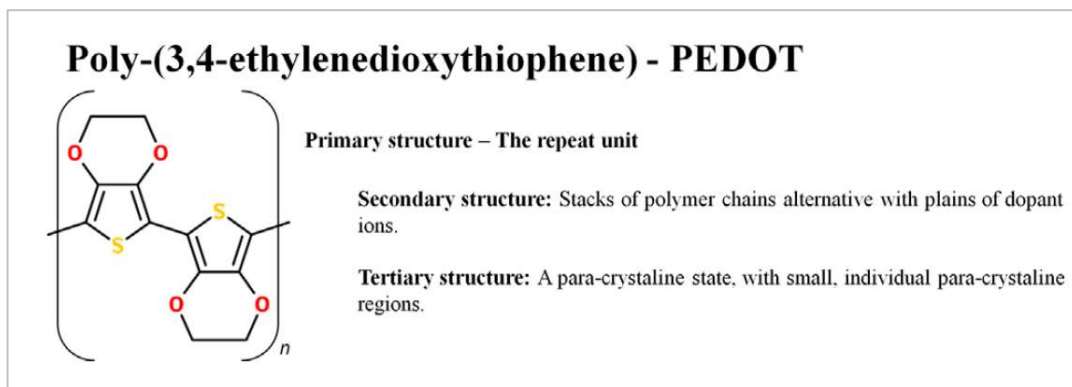 Poly-(3,4-ethylenedioxythiophene) - PEDOT
O
O
S
S
O
O
n
Primary structure – The repeat unit
Secondary structure: Stacks of polymer chains alternative with plains of dopant
ions.
Tertiary structure: A para-crystaline state, with small, individual para-crystaline
regions.